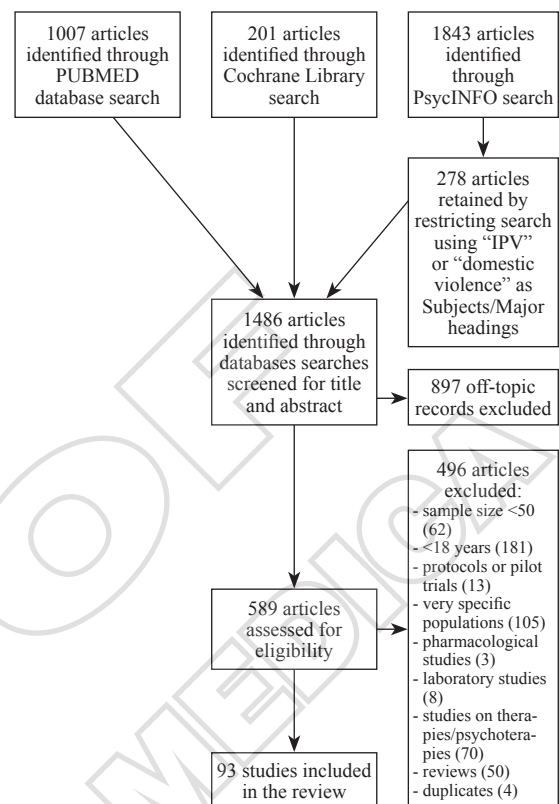 1007 articles
identified through
PUBMED
database search
201 articles
identified through
Cochrane Library
search
1843 articles
identified
through
PsycINFO search
278 articles
retained by
restricting search
using “IPV”
or “domestic
violence” as
Subjects/Major
headings
1486 articles
identified through
databases searches
screened for title
and abstract
897 off-topic
records excluded
496 articles
excluded:
- sample size <50
(62)
- <18 years (181)
- protocols or pilot
trials (13)
- very specific
populations (105)
- pharmacological
studies (3)
- laboratory studies
(8)
- studies on thera-
pies/psychotera-
pies (70)
- reviews (50)
- duplicates (4)
589 articles
assessed for
eligibility
93 studies included
in the review
OF
MEDICA